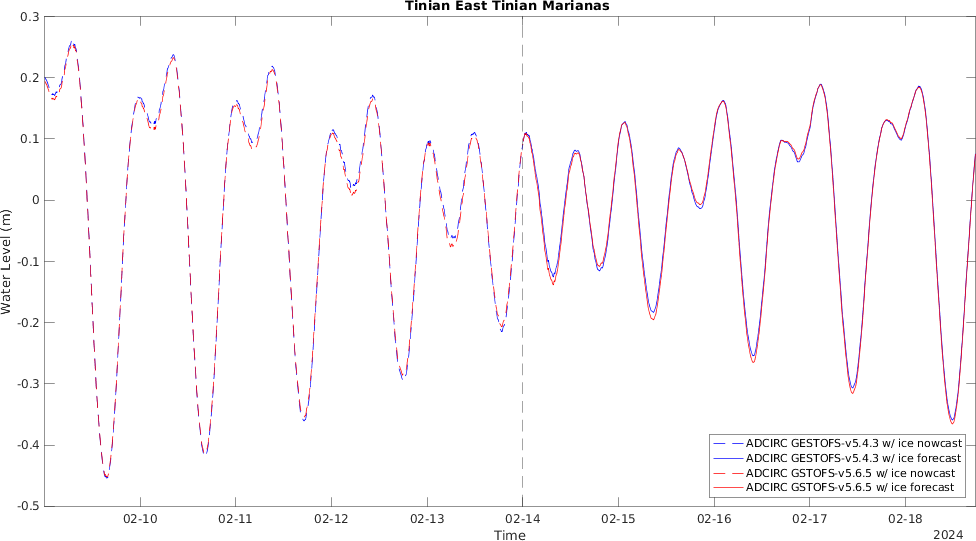 Tinian East Tinian Marianas
Water Level (m)
0.3
0.2
0.1
0
-0.1
-0.2
-0.3
-0.4
-0.5
02-10
02-11
02-12
02-13
02-14
02-15
02-16
02-17
02-18
Time
2024
ADCIRC GESTOFS-v5.4.3 w/ ice nowcast
ADCIRC GESTOFS-v5.4.3 w/ ice forecast
ADCIRC GSTOFS-v5.6.5 w/ ice nowcast
ADCIRC GSTOFS-v5.6.5 w/ ice forecast